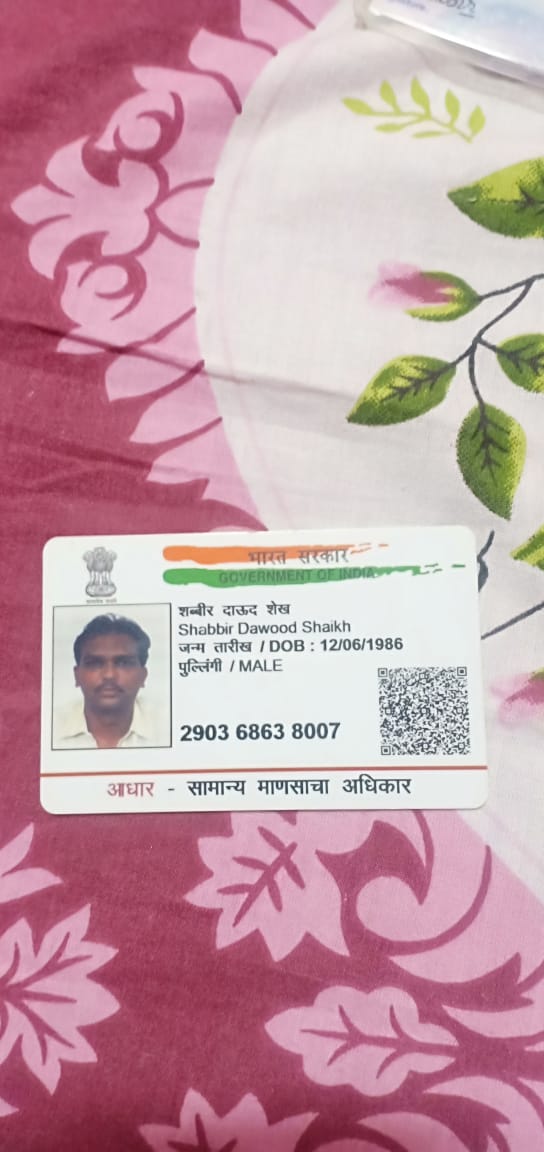 भारत सरकार
GOVERNMENT OF INDIA
शब्बीर दाऊद शेख
Shabbir Dawood Shaikh
जन्म तारीख / DOB : 12/06/1986
पुल्लिंगी / MALE
2903 6863 8007
आधार - सामान्य माणसाचा अधिकार